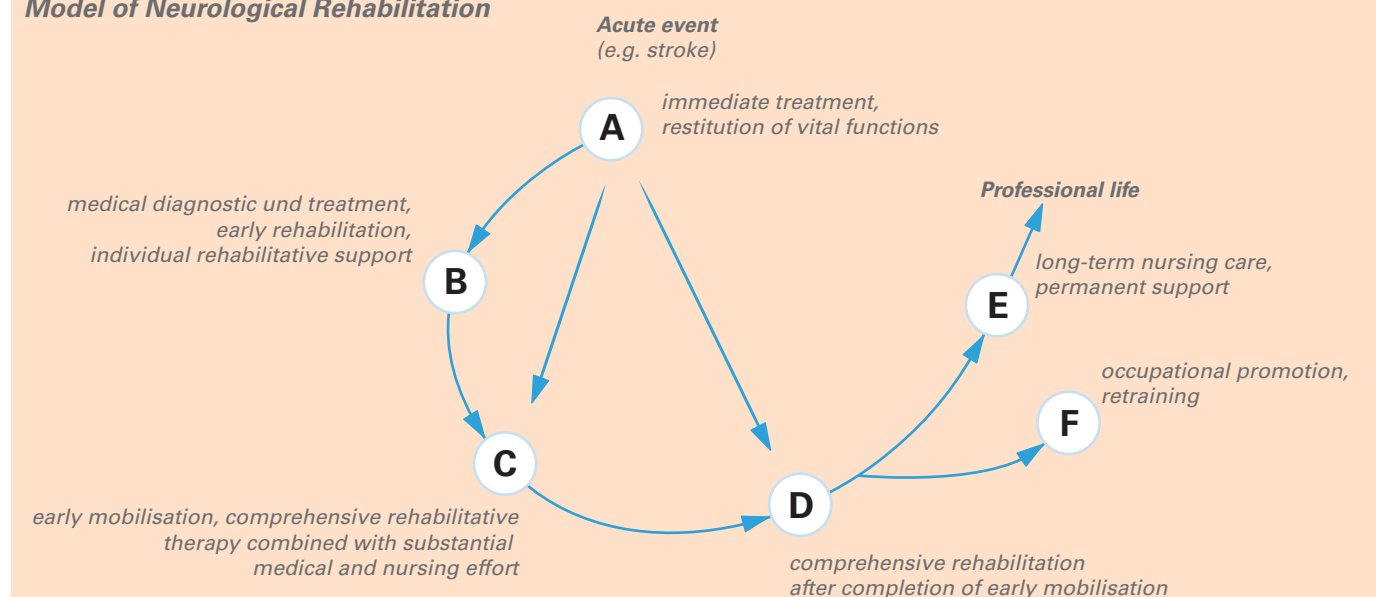 Model of Neurological Rehabilitation
Acute event
(e.g. stroke)
A
immediate treatment,
restitution of vital functions
Professional life
medical diagnostic und treatment,
early rehabilitation,
individual rehabilitative support
B
long-term nursing care,
permanent support
E
occupational promotion,
retraining
F
C
D
early mobilisation, comprehensive rehabilitative
therapy combined with substantial
medical and nursing effort
comprehensive rehabilitation
after completion of early mobilisation